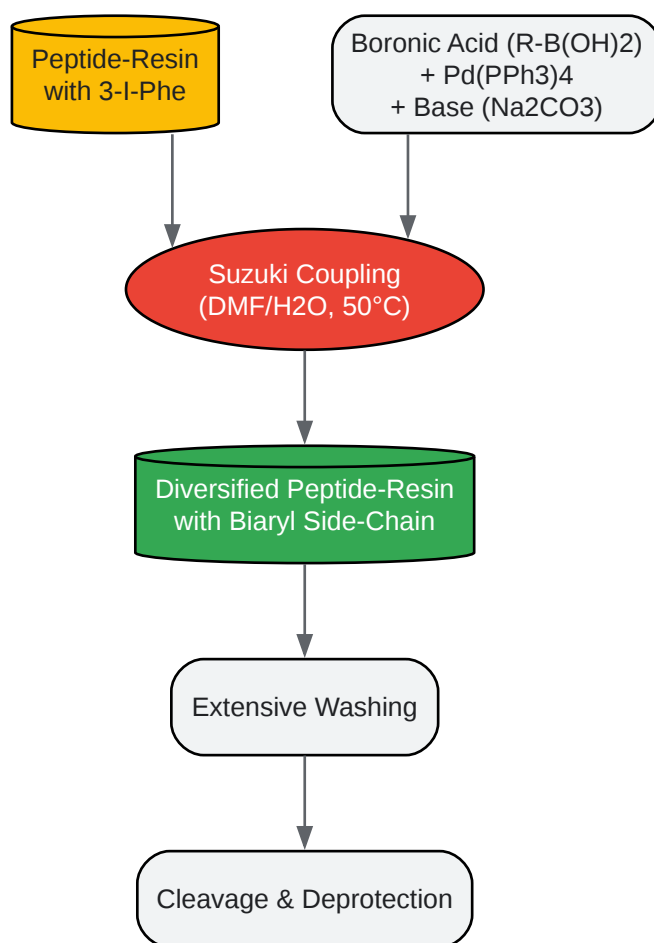 Peptide-Resin
with 3-I-Phe
Boronic Acid (R-B(OH)2)
+ Pd(PPh3)4
+ Base (Na2CO3)
Suzuki Coupling
(DMF/H2O, 50°C)
Diversified Peptide-Resin
with Biaryl Side-Chain
Extensive Washing
Cleavage & Deprotection